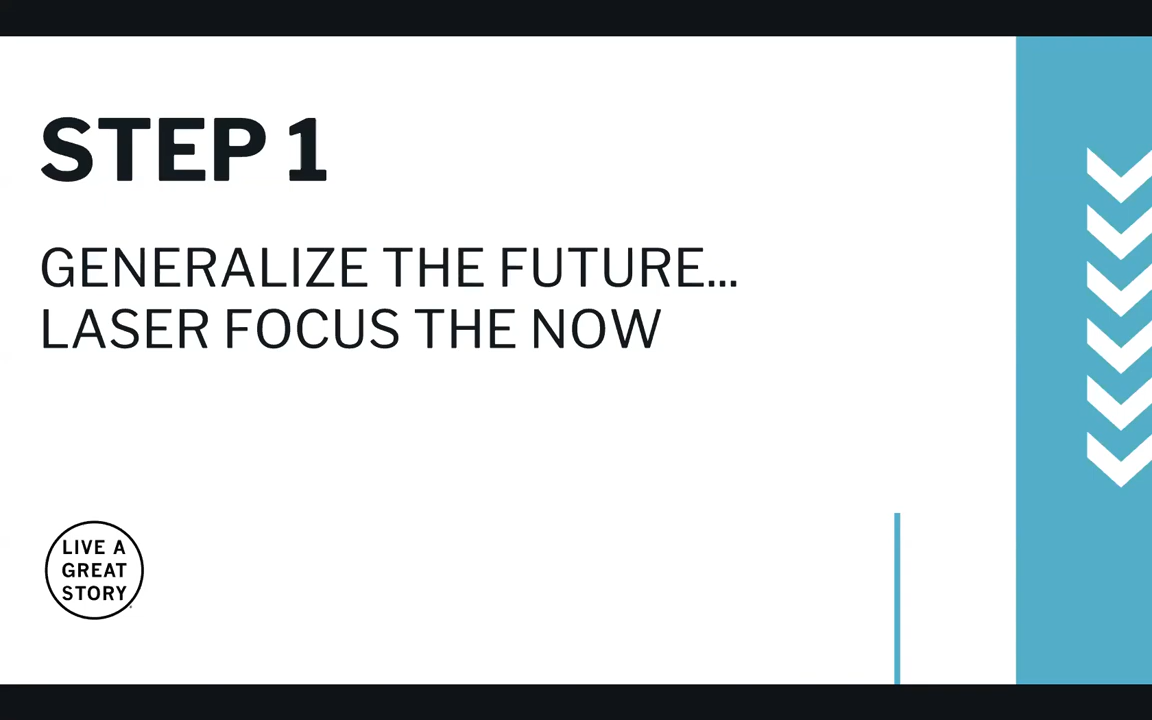 STEP 1
GENERALIZE THE FUTURE...
LASER FOCUS THE NOW
LIVE A
GREAT
STORY